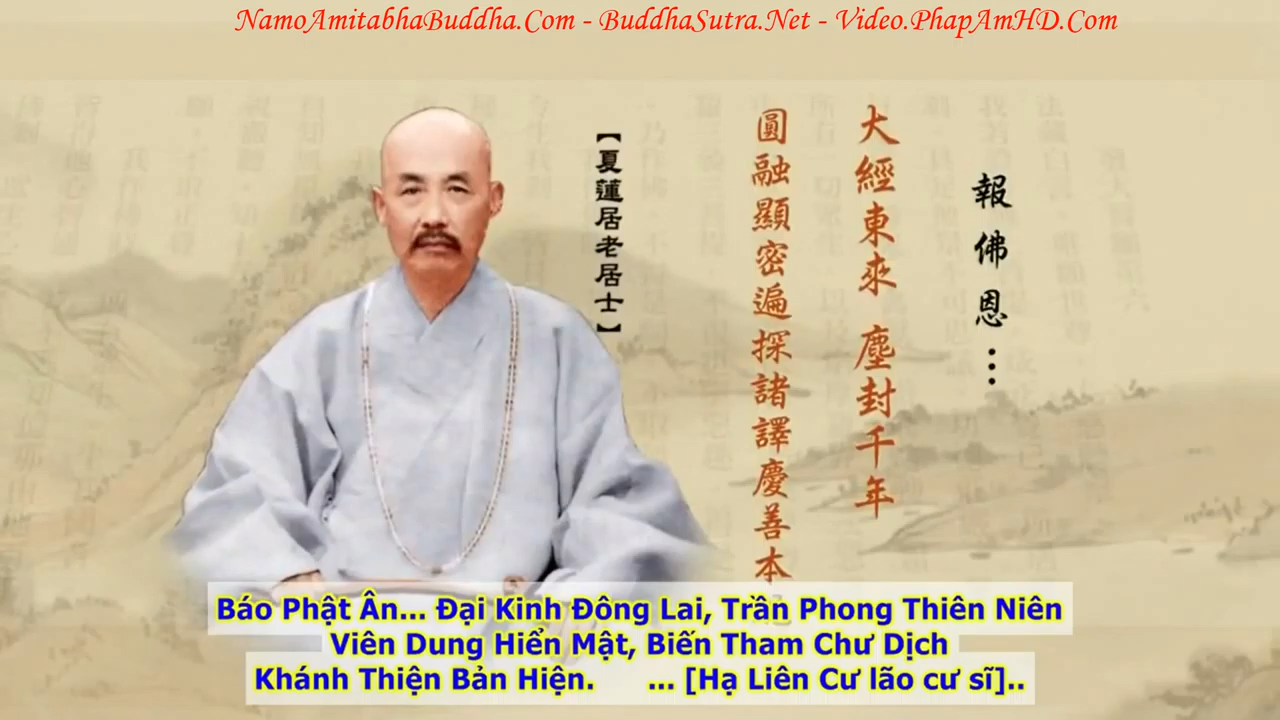 NamoAmitabhaBuddha.Com - BuddhaSutra.Net - Video.PhapAmHD.Com
報佛恩…
大經東來 塵封千年
圓融顯密遍探諸譯慶善本
【夏蓮居老居士】
Báo Phật Ân... Đại Kinh Đông Lai, Trần Phong Thiên Niên
Viên Dung Hiển Mật, Biến Tham Chư Dịch
Khánh Thiện Bản Hiện. ... [Hạ Liên Cư lão cư sĩ]..